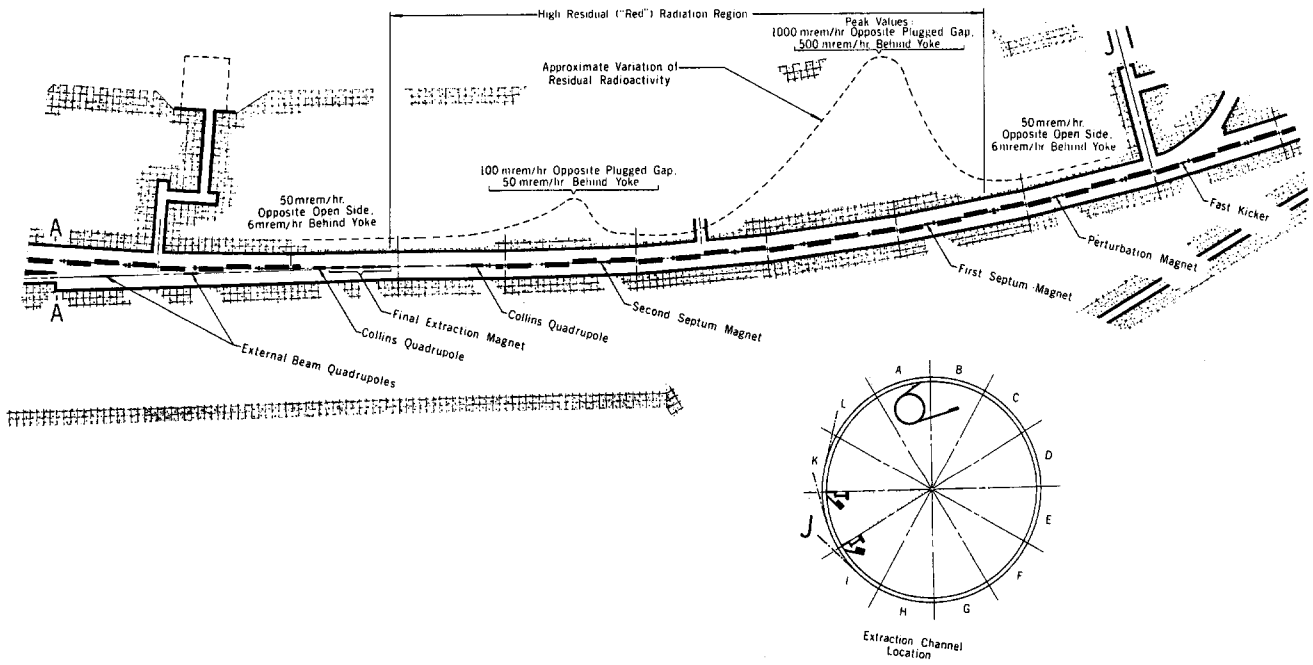 High Residual ("Red") Radiation Region
Peak Values:
1000 mrem/hr Opposite Plugged Gap,
500 mrem/hr Behind Yoke
Approximate Variation of
Residual Radioactivity
J
50 mrem/hr.
Opposite Open Side,
6 mrem/hr Behind Yoke
100 mrem/hr Opposite Plugged Gap,
50 mrem/hr Behind Yoke
50 mrem/hr.
Opposite Open Side,
6 mrem/hr Behind Yoke
A
A
Fast Kicker
Perturbation Magnet
First Septum Magnet
Second Septum Magnet
Collins Quadrupole
Final Extraction Magnet
Collins Quadrupole
External Beam Quadrupoles
A
B
C
D
E
F
G
H
I
J
K
L
Extraction Channel
Location